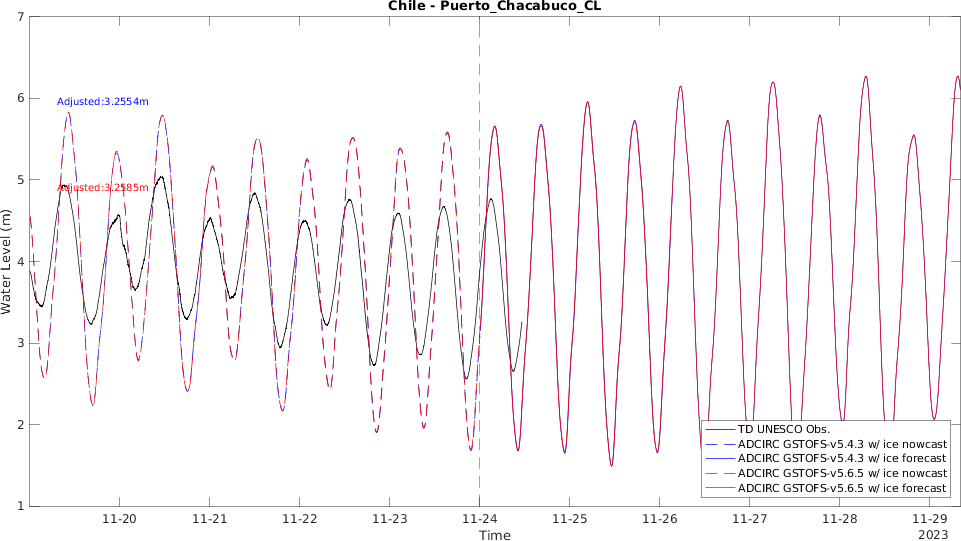 Chile - Puerto_Chacabuco_CL
7
6
5
4
3
2
1
Water Level (m)
Adjusted:3.2554m
Adjusted:3.2585m
TD UNESCO Obs.
ADCIRC GSTOFS-v5.4.3 w/ ice nowcast
ADCIRC GSTOFS-v5.4.3 w/ ice forecast
ADCIRC GSTOFS-v5.6.5 w/ ice nowcast
ADCIRC GSTOFS-v5.6.5 w/ ice forecast
11-20 11-21 11-22 11-23 11-24 11-25 11-26 11-27 11-28 11-29
Time
2023